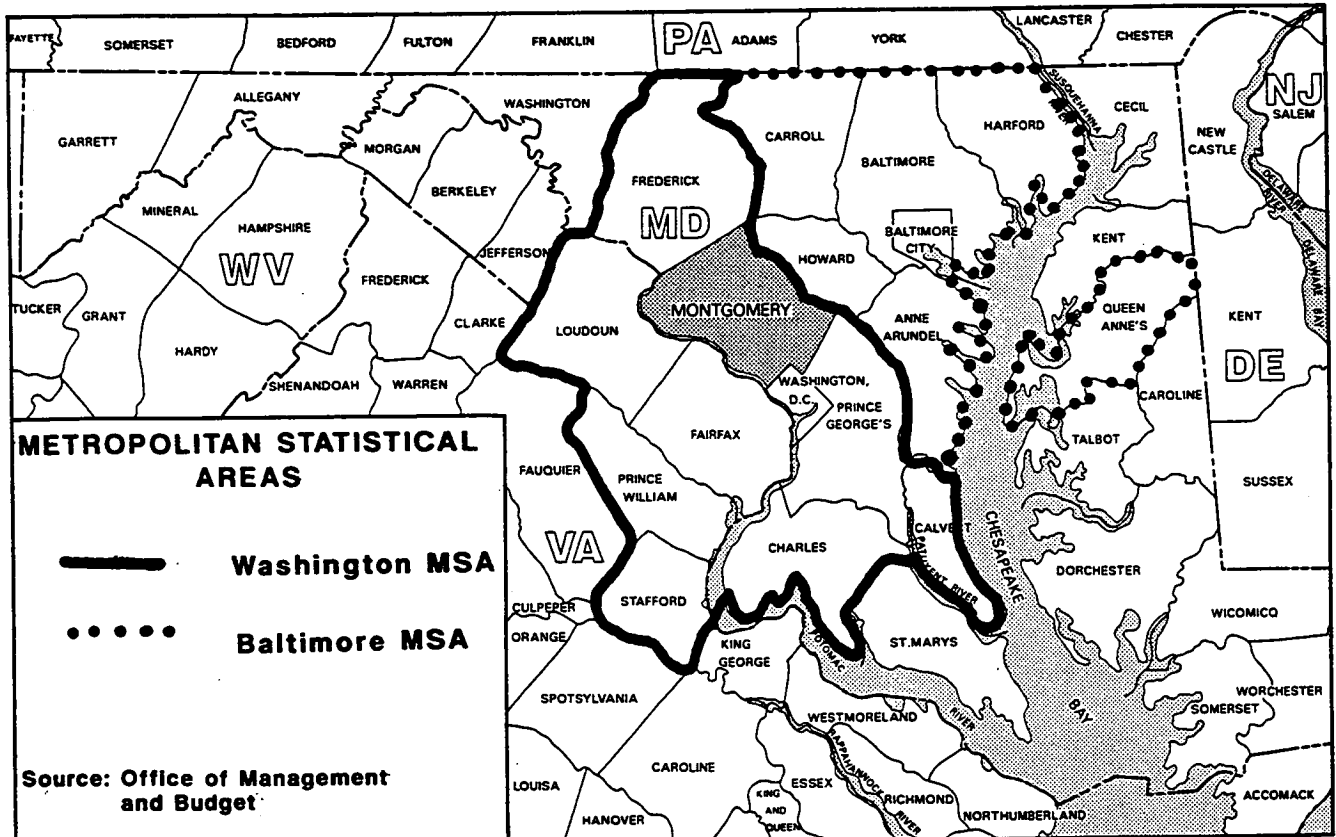 LANCASTER
CHESTER
FAYETTE
SOMERSET
BEDFORD
FULTON
FRANKLIN
PA
ADAMS
YORK
NJ
SALEM
ALLEGANY
WASHINGTON
SUSQUEHANNA
RIVER
CECIL
GARRETT
MORGAN
CARROLL
HARFORD
NEW
CASTLE
BALTIMORE
BERKELEY
FREDERICK
MD
DELAWARE
RIVER
MINERAL
HAMPSHIRE
WV
JEFFERSON
BALTIMORE
CITY
KENT
DELAWARE BAY
HOWARD
FREDERICK
TUCKER
GRANT
CLARKE
LOUDOUN
MONTGOMERY
ANNE
ARUNDEL
QUEEN
ANNE'S
KENT
DE
HARDY
SHENANDOAH
WARREN
WASHINGTON,
D.C.
PRINCE
GEORGE'S
CAROLINE
FAIRFAX
TALBOT
METROPOLITAN STATISTICAL
AREAS
FAUQUIER
PRINCE
WILLIAM
SUSSEX
VA
CHARLES
CALVERT
PATUXENT RIVER
CHESAPEAKE
BAY
DORCHESTER
Washington MSA
STAFFORD
CULPEPER
ORANGE
WICOMICO
Baltimore MSA
KING
GEORGE
POTOMAC
RIVER
ST.MARYS
SPOTSYLVANIA
WESTMORELAND
WORCHESTER
SOMERSET
CAROLINE
RAPPAHANNOCK
RIVER
Source: Office of Management
and Budget
LOUISA
ESSEX
RICHMOND
ACCOMACK
HANOVER
KING
AND
QUEEN
NORTHUMBERLAND